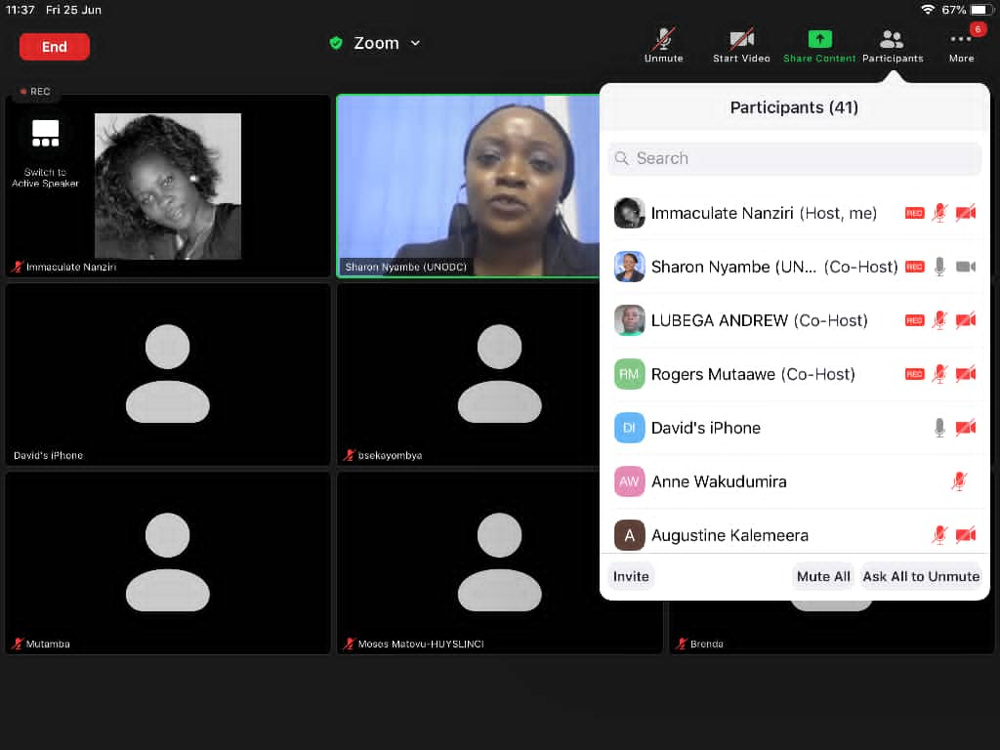 11:37 Fri 25 Jun
67%
End
Zoom
Unmute
Start Video
Share Content
Participants
More
6
REC
Switch to
Active Speaker
Immaculate Nanziri
Sharon Nyambe (UNODC)
David's iPhone
bsekayombya
Mutamba
Moses Matovu-HUYSLINCI
Brenda
Participants (41)
Search
Immaculate Nanziri (Host, me) REC
Sharon Nyambe (UN... (Co-Host) REC
LUBEGA ANDREW (Co-Host) REC
RM Rogers Mutaawe (Co-Host) REC
DI David's iPhone
AW Anne Wakudumira
A Augustine Kalemeera
Invite Mute All Ask All to Unmute